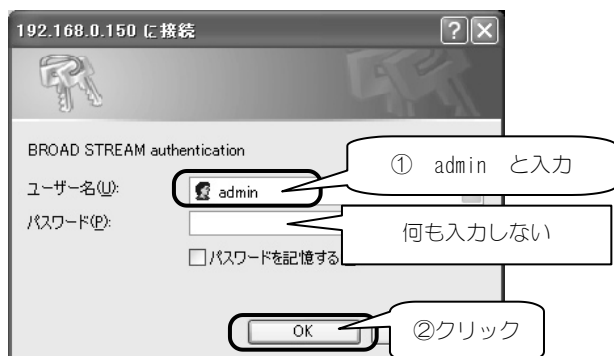 192.168.0.150 に接続
BROAD STREAM authentication
① admin と入力
ユーザー名(U):
admin
パスワード(P):
何も入力しない
パスワードを記憶する
OK
②クリック